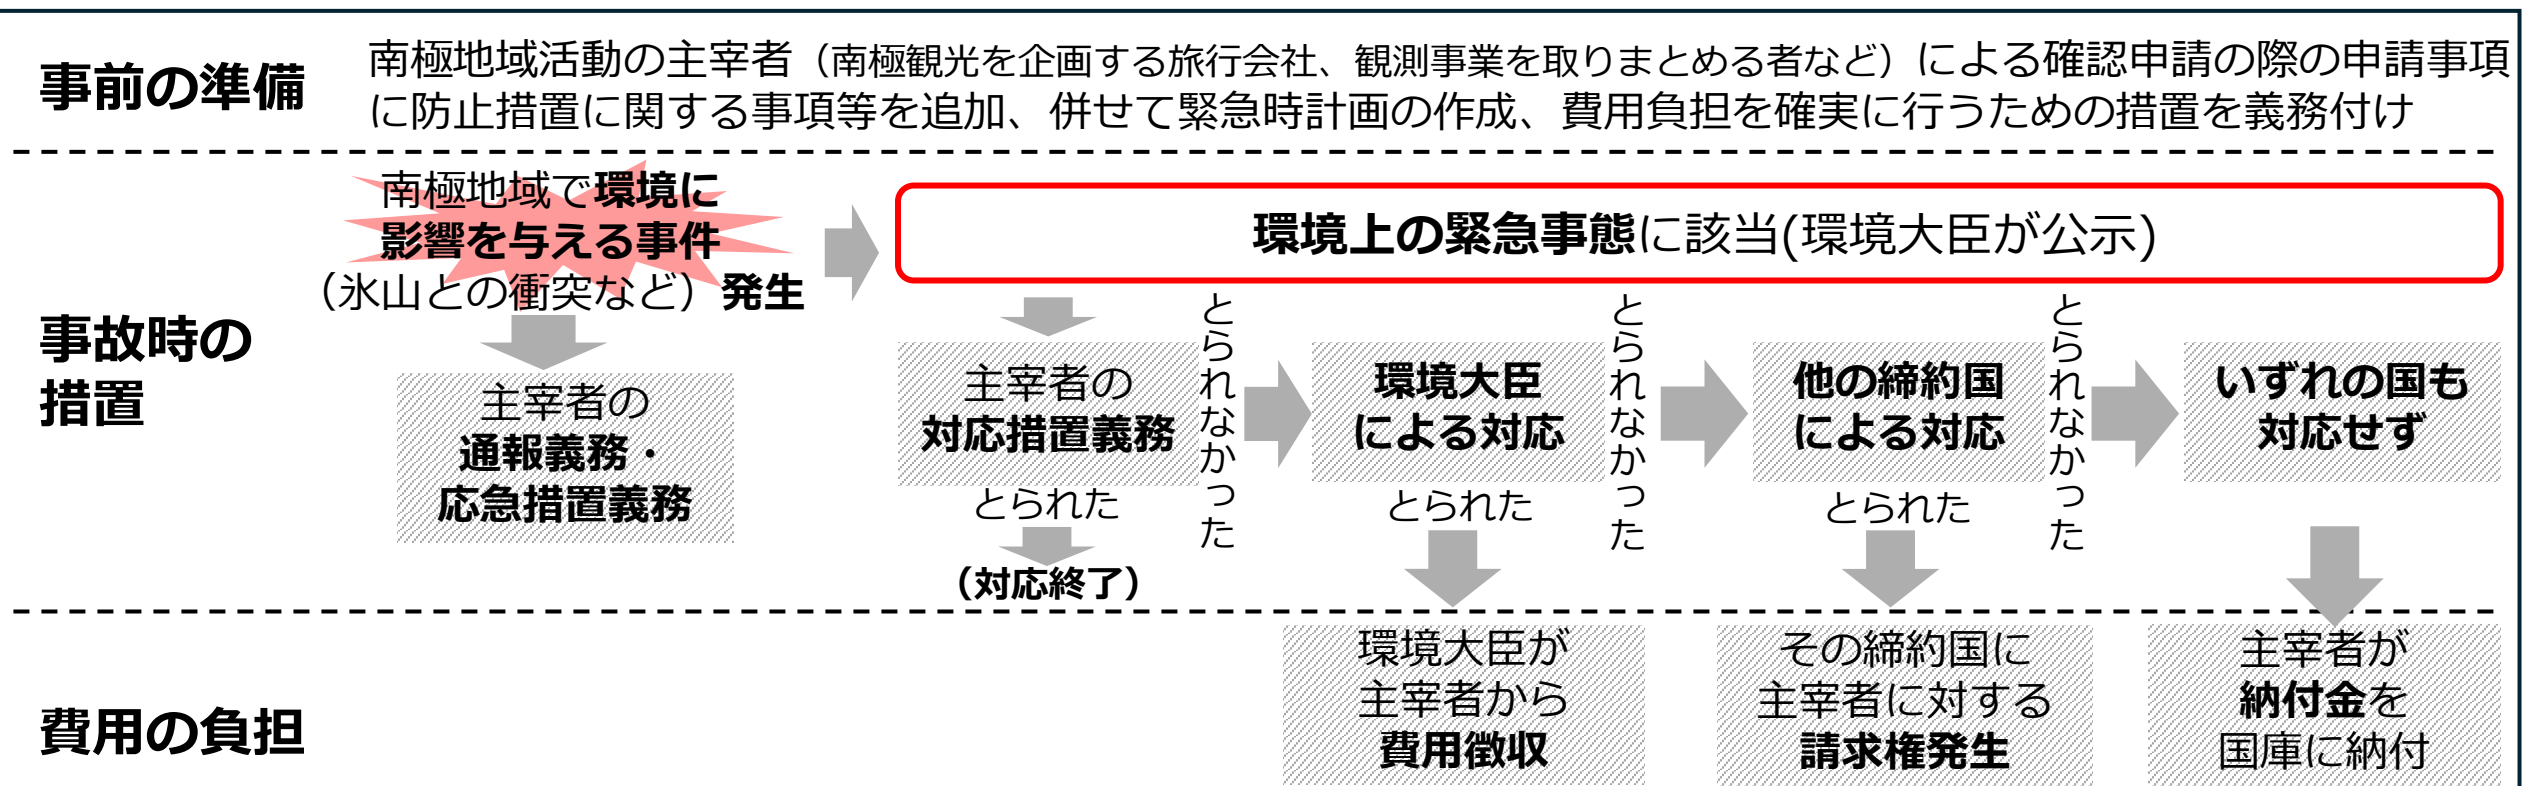 事前の準備
南極地域活動の主宰者（南極観光を企画する旅行会社、観測事業を取りまとめる者など）による確認申請の際の申請事項
に防止措置に関する事項等を追加、併せて緊急時計画の作成、費用負担を確実に行うための措置を義務付け
事故時の
措置
南極地域で環境に
影響を与える事件
（氷山との衝突など）発生
主宰者の
通報義務・
応急措置義務
環境上の緊急事態に該当(環境大臣が公示)
主宰者の
対応措置義務
とられた
（対応終了）
とられなかった
環境大臣
による対応
とられた
とられなかった
他の締約国
による対応
とられた
とられなかった
いずれの国も
対応せず
費用の負担
環境大臣が
主宰者から
費用徴収
その締約国に
主宰者に対する
請求権発生
主宰者が
納付金を
国庫に納付